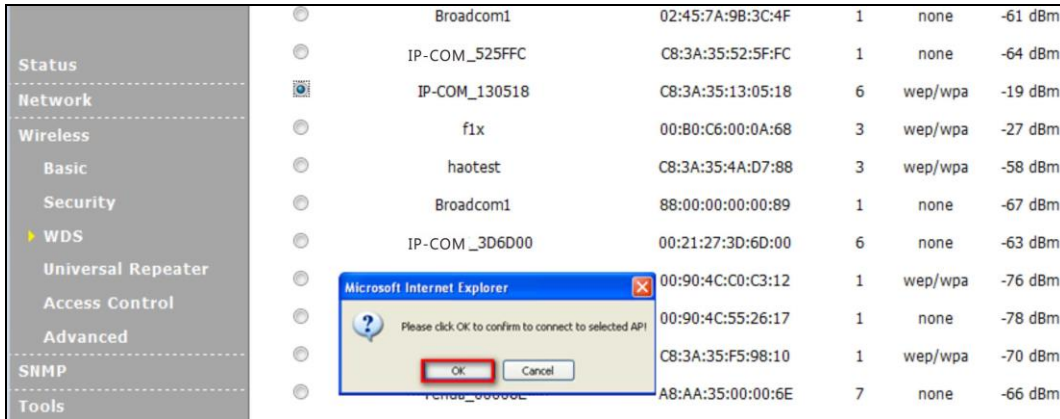 Broadcom1 02:45:7A:9B:3C:4F 1 none -61 dBm
Status
IP-COM_525FFC C8:3A:35:52:5F:FC 1 none -64 dBm
Network
IP-COM_130518 C8:3A:35:13:05:18 6 wep/wpa -19 dBm
Wireless
f1x 00:B0:C6:00:0A:68 3 wep/wpa -27 dBm
Basic
haotest C8:3A:35:4A:D7:88 3 wep/wpa -58 dBm
Security
Broadcom1 88:00:00:00:00:89 1 none -67 dBm
WDS
IP-COM_3D6D00 00:21:27:3D:6D:00 6 none -63 dBm
Universal Repeater
00:90:4C:C0:C3:12 1 wep/wpa -76 dBm
Microsoft Internet Explorer
Access Control
00:90:4C:55:26:17 1 none -78 dBm
Please click OK to confirm to connect to selected AP!
Advanced
C8:3A:35:F5:98:10 1 wep/wpa -70 dBm
OK Cancel
SNMP
A8:AA:35:00:00:6E 7 none -66 dBm
Tools